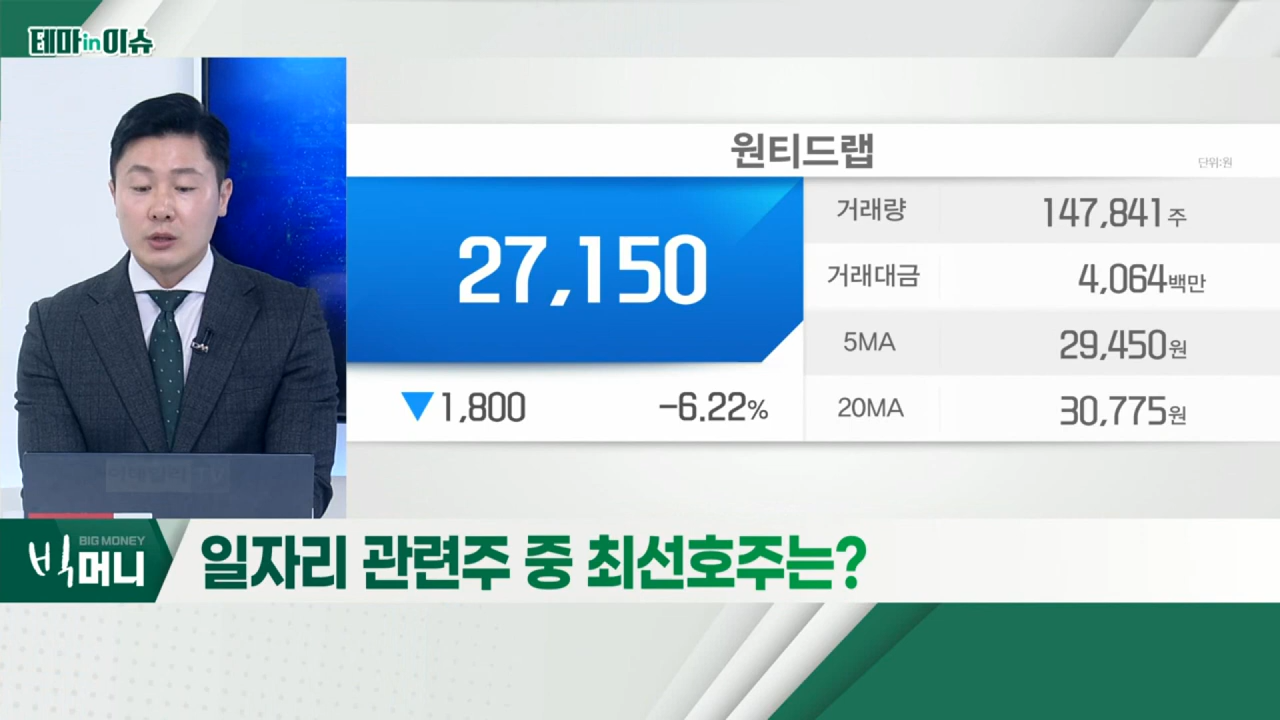 테마in이슈
원티드랩
단위:원
27,150
▼1,800 -6.22%
거래량 147,841주
거래대금 4,064백만
5MA 29,450원
20MA 30,775원
BIG MONEY
빅머니
일자리 관련주 중 최선호주는?